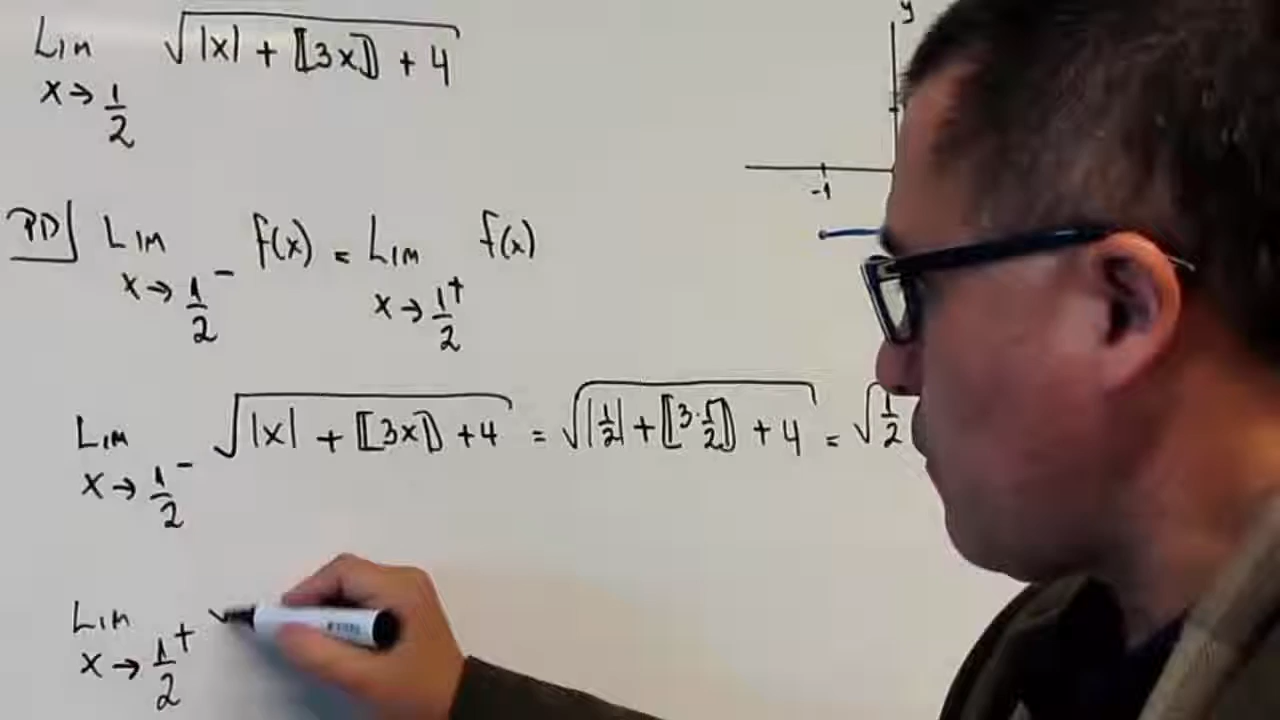 Lim √(|x| + ⟦3x⟧ + 4)
x→1/2
y
-1
PD| Lim f(x) = Lim f(x)
x→1/2⁻ x→1/2⁺
Lim √(|x| + ⟦3x⟧ + 4) = √(|1/2| + ⟦3·1/2⟧ + 4) = √(1/2
x→1/2⁻
Lim √
x→1/2⁺